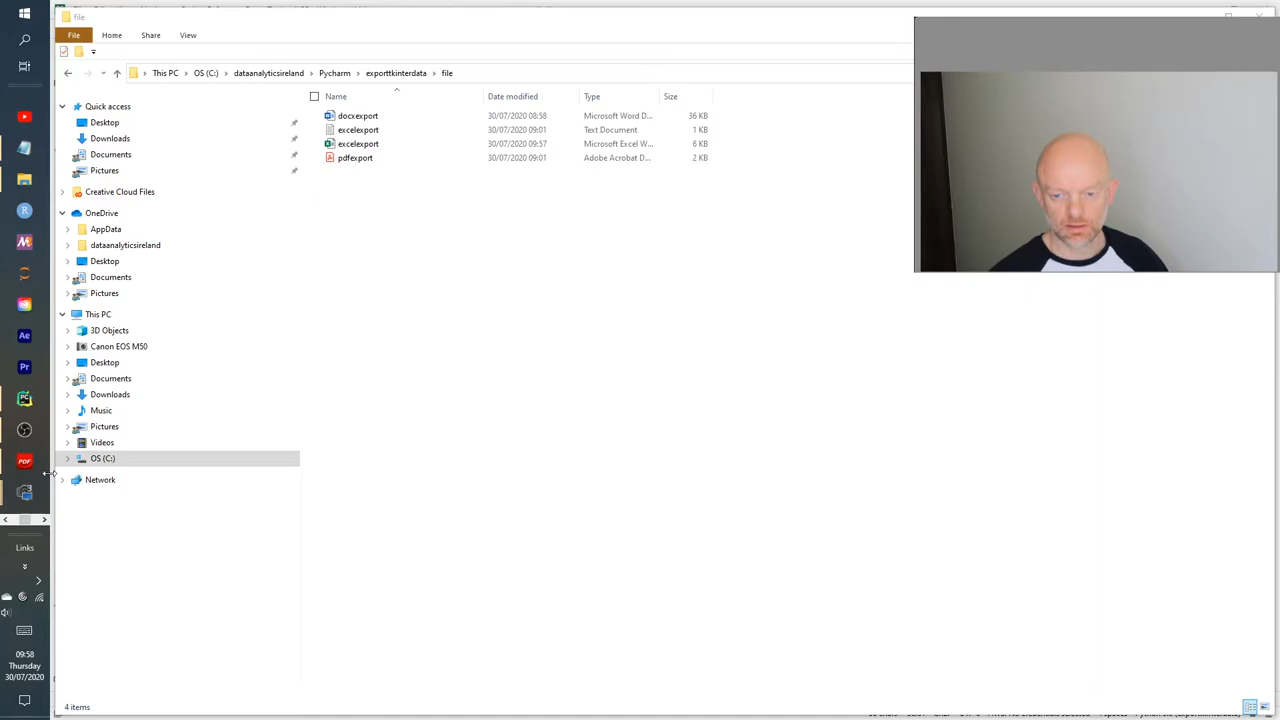 file
File Home Share View
This PC OS (C:) dataanalyticsireland Pycharm exporttkinterdata file
Name Date modified Type Size
docxexport 30/07/2020 08:58 Microsoft Word D... 36 KB
excelexport 30/07/2020 09:01 Text Document 1 KB
excelexport 30/07/2020 09:57 Microsoft Excel W... 6 KB
pdfexport 30/07/2020 09:01 Adobe Acrobat D... 2 KB
Quick access
Desktop
Downloads
Documents
Pictures
Creative Cloud Files
OneDrive
AppData
dataanalyticsireland
Desktop
Documents
Pictures
This PC
3D Objects
Canon EOS M50
Desktop
Documents
Downloads
Music
Pictures
Videos
OS (C:)
Network
4 items
R
Ae
Pr
PC
PDF
Links
09:58
Thursday
30/07/2020